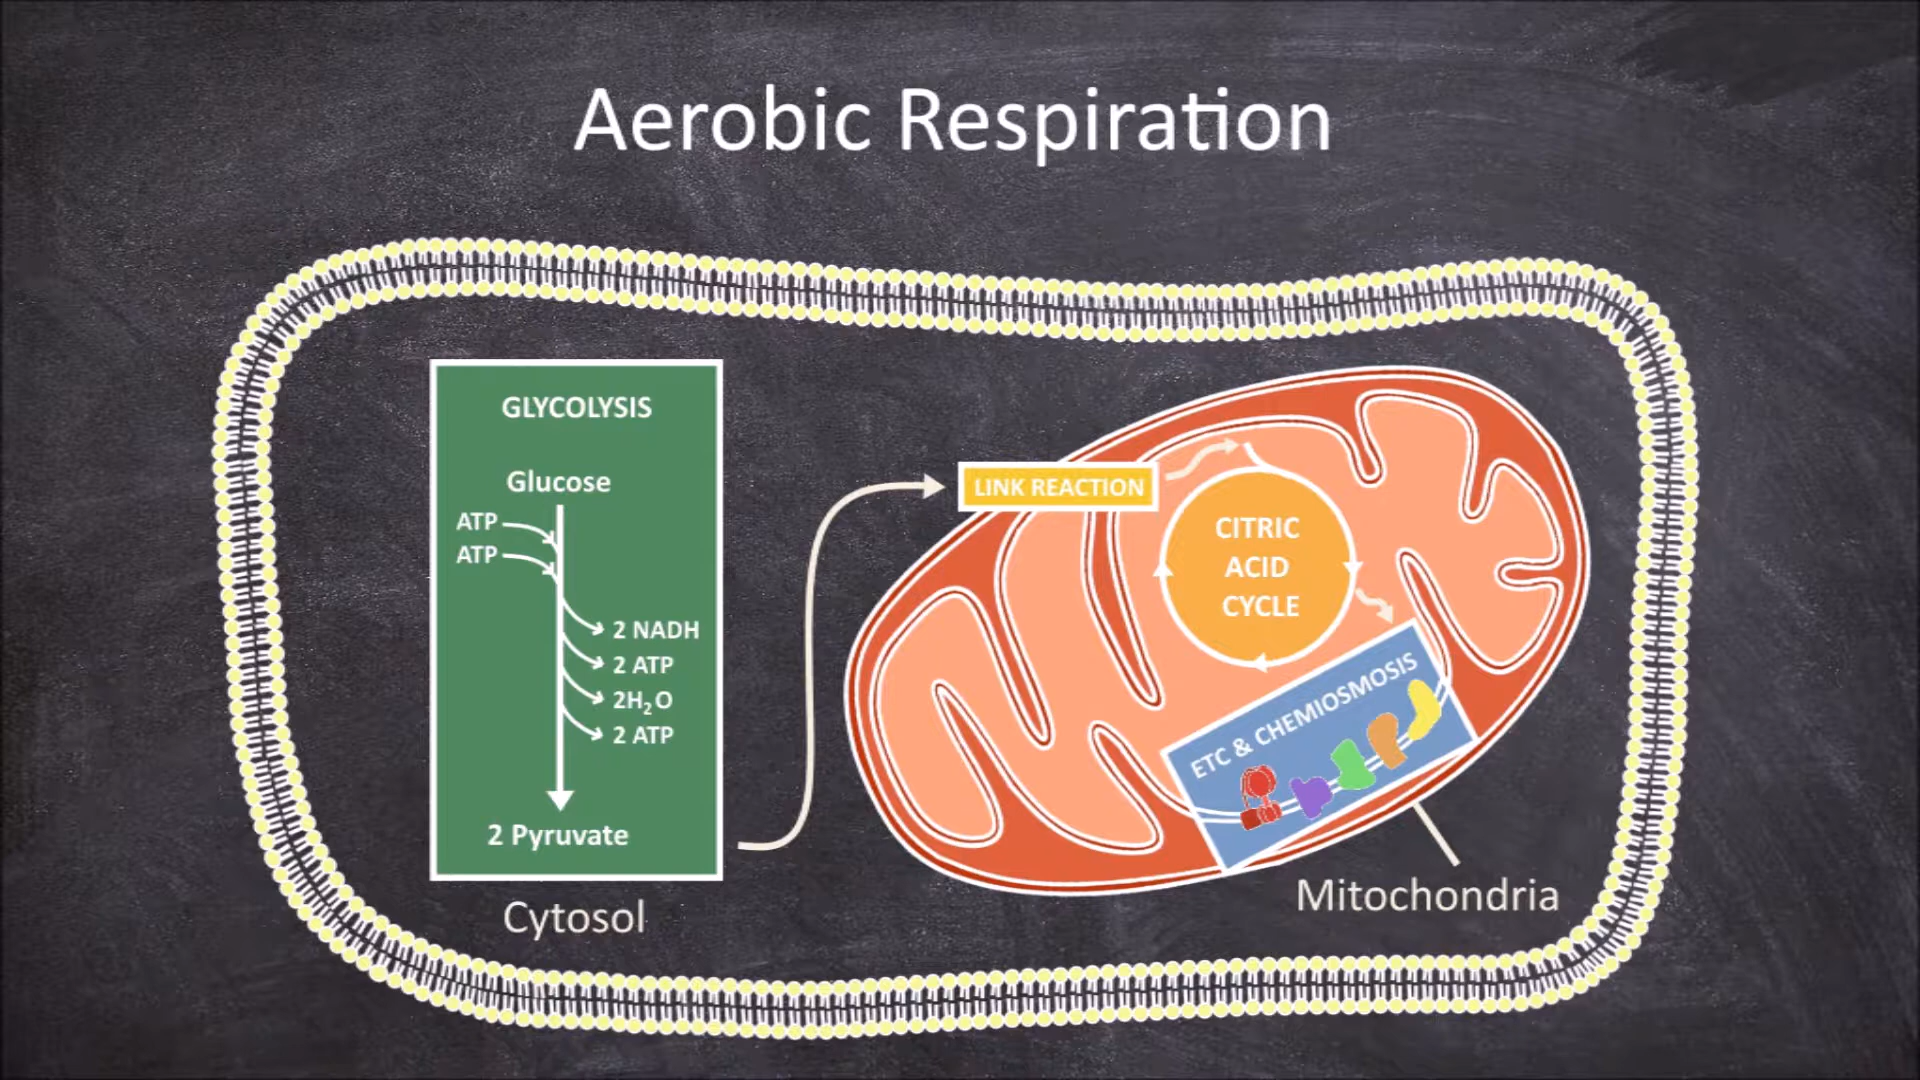 Aerobic Respiration
GLYCOLYSIS
Glucose
ATP
ATP
2 NADH
2 ATP
2H₂O
2 ATP
2 Pyruvate
Cytosol
LINK REACTION
CITRIC
ACID
CYCLE
ETC & CHEMIOSMOSIS
Mitochondria